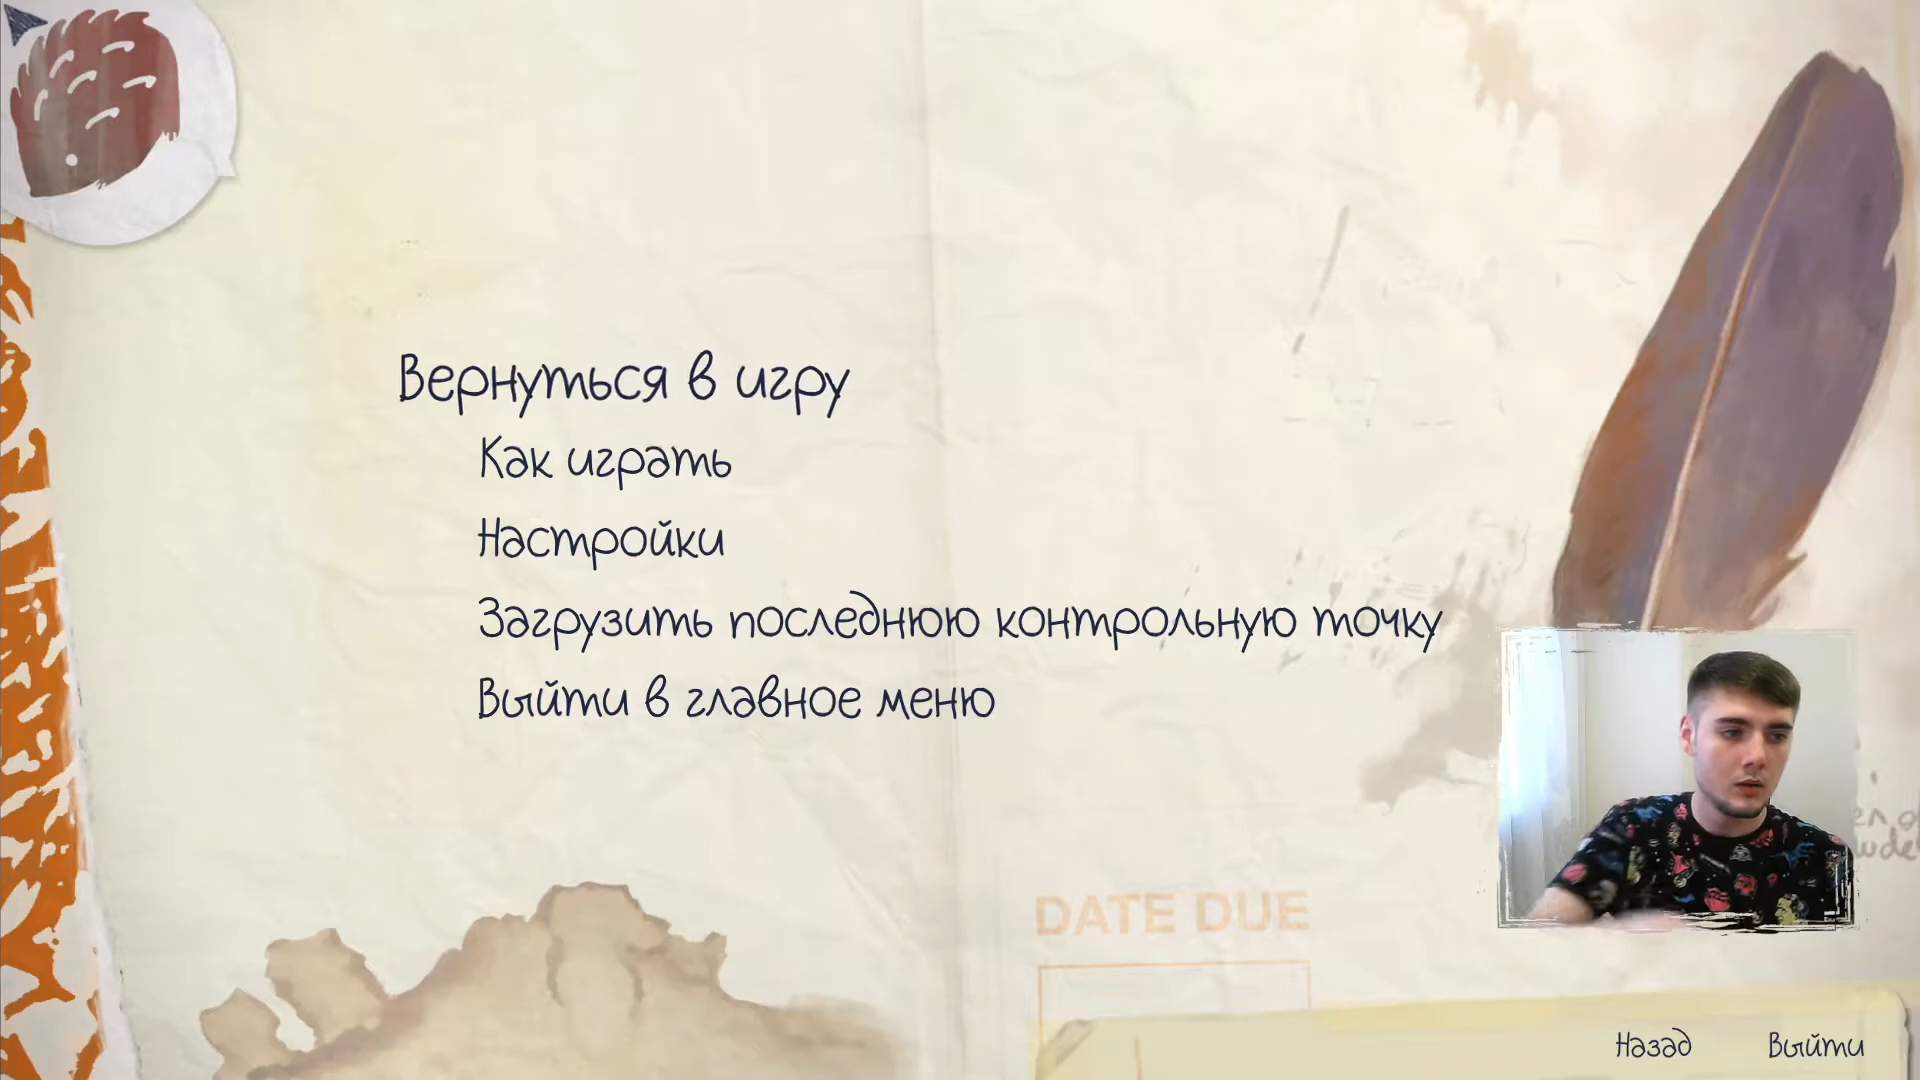 Вернуться в игру
Как играть
Настройки
Загрузить последнюю контрольную точку
Выйти в главное меню
DATE DUE
Назад
Выйти